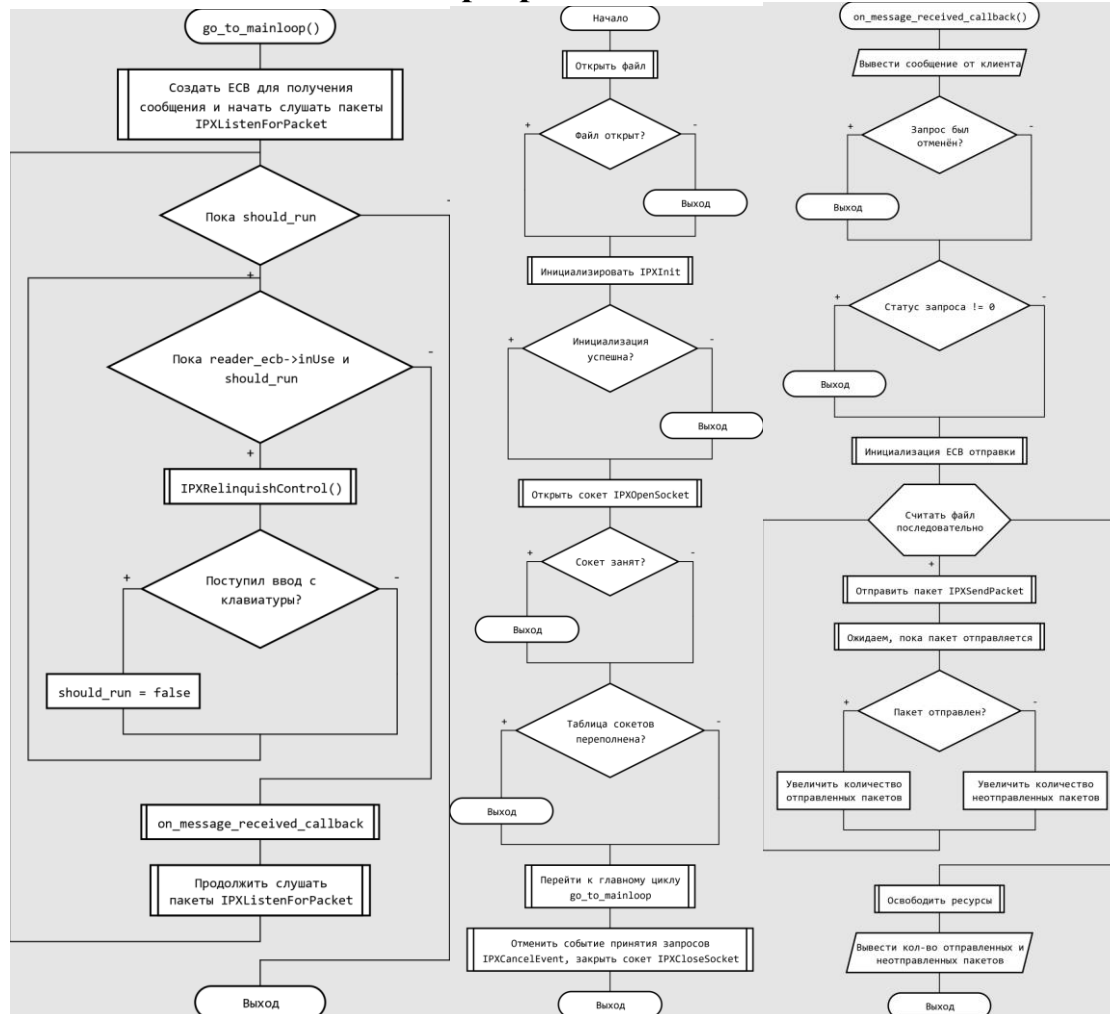 go_to_mainloop()
Создать ECB для получения
сообщения и начать слушать пакеты
IPXListenForPacket
Пока should_run
-
+
Пока reader_ecb->inUse и
should_run
-
+
IPXRelinquishControl()
Поступил ввод с
клавиатуры?
+
-
should_run = false
on_message_received_callback
Продолжить слушать
пакеты IPXListenForPacket
Выход
Начало
Открыть файл
Файл открыт?
+
-
Выход
Инициализировать IPXInit
Инициализация
успешна?
+
-
Выход
Открыть сокет IPXOpenSocket
Сокет занят?
+
-
Выход
Таблица сокетов
переполнена?
+
-
Выход
Перейти к главному циклу
go_to_mainloop
Отменить событие принятия запросов
IPXCancelEvent, закрыть сокет IPXCloseSocket
Выход
on_message_received_callback()
Вывести сообщение от клиента
Запрос был
отменён?
+
-
Выход
Статус запроса != 0
+
-
Выход
Инициализация ECB отправки
Считать файл
последовательно
+
Отправить пакет IPXSendPacket
Ожидаем, пока пакет отправляется
Пакет отправлен?
+
-
Увеличить количество
отправленных пакетов
Увеличить количество
неотправленных пакетов
Освободить ресурсы
Вывести кол-во отправленных и
неотправленных пакетов
Выход